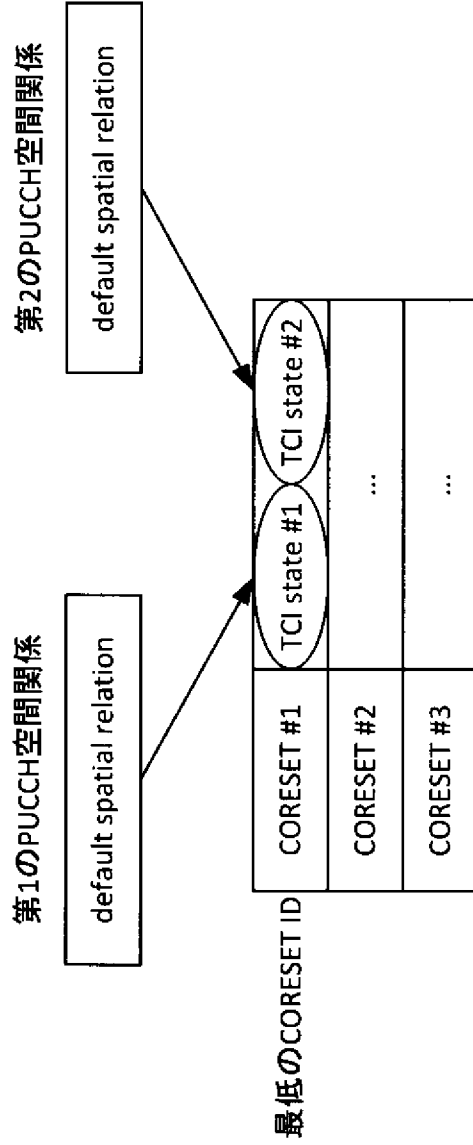 第1のPUCCH空間関係
第2のPUCCH空間関係
default spatial relation
default spatial relation
最低のCORESET ID
CORESET #1
TCI state #1
TCI state #2
CORESET #2
...
CORESET #3
...